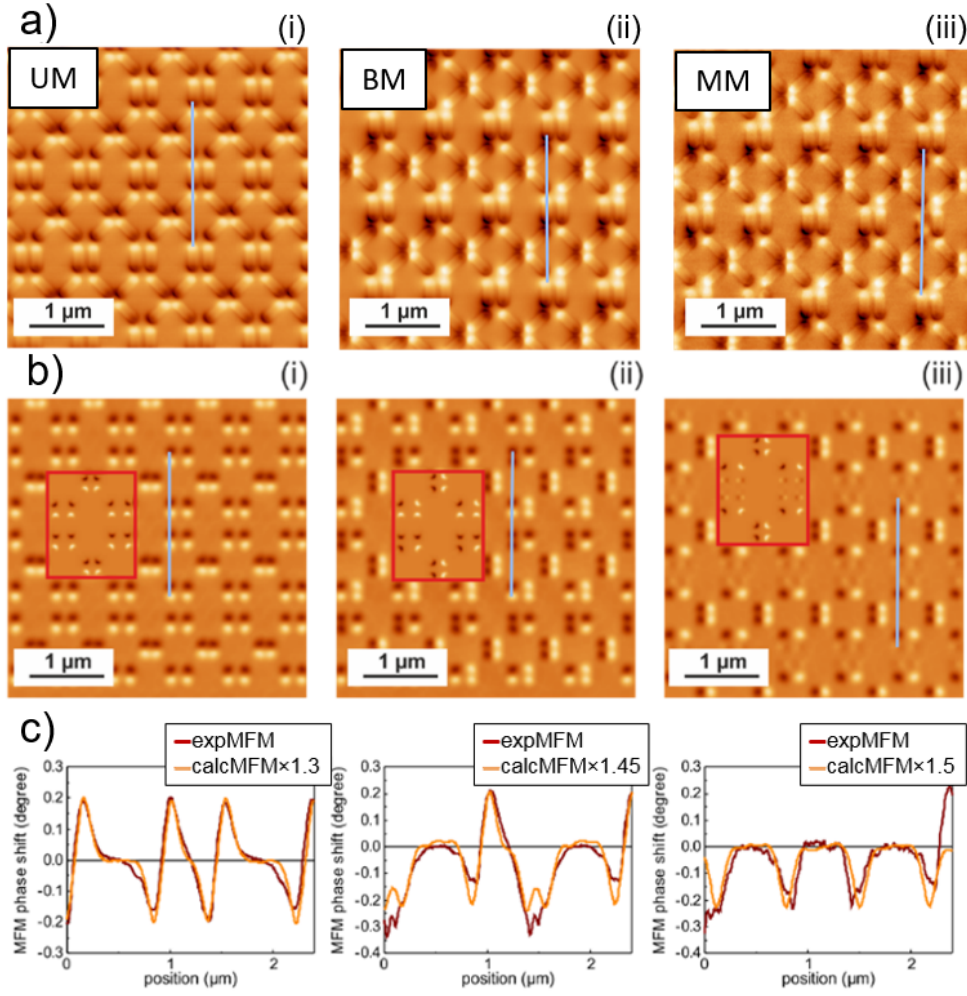 a)
(i)
(ii)
(iii)
UM
BM
MM
1 µm
1 µm
1 µm
b)
(i)
(ii)
(iii)
1 µm
1 µm
1 µm
c)
expMFM
calcMFM×1.3
expMFM
calcMFM×1.45
expMFM
calcMFM×1.5
MFM phase shift (degree)
0.3
0.2
0.1
0.0
-0.1
-0.2
0.3
0
1
2
position (µm)
MFM phase shift (degree)
0.3
0.2
0.1
0.0
-0.1
-0.2
-0.3
-0.4
0
1
2
position (µm)
MFM phase shift (degree)
0.2
0.1
0.0
-0.1
-0.2
-0.3
-0.4
0
1
2
position (µm)